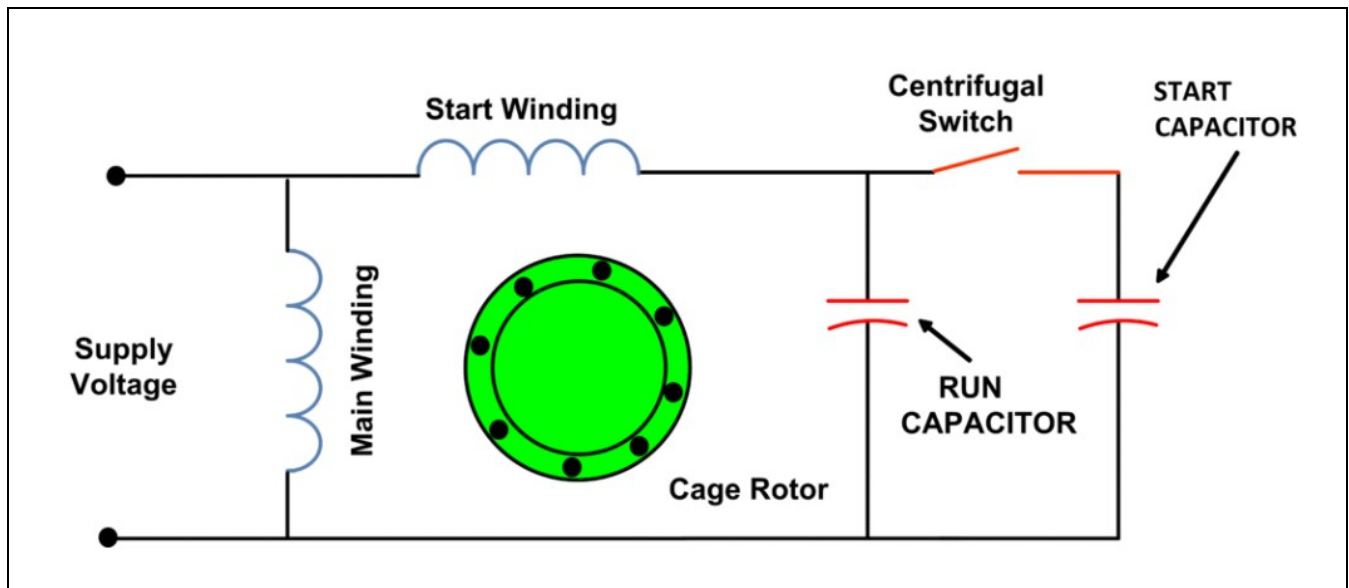 Start Winding
Centrifugal
Switch
START
CAPACITOR
Supply
Voltage
Main Winding
RUN
CAPACITOR
Cage Rotor